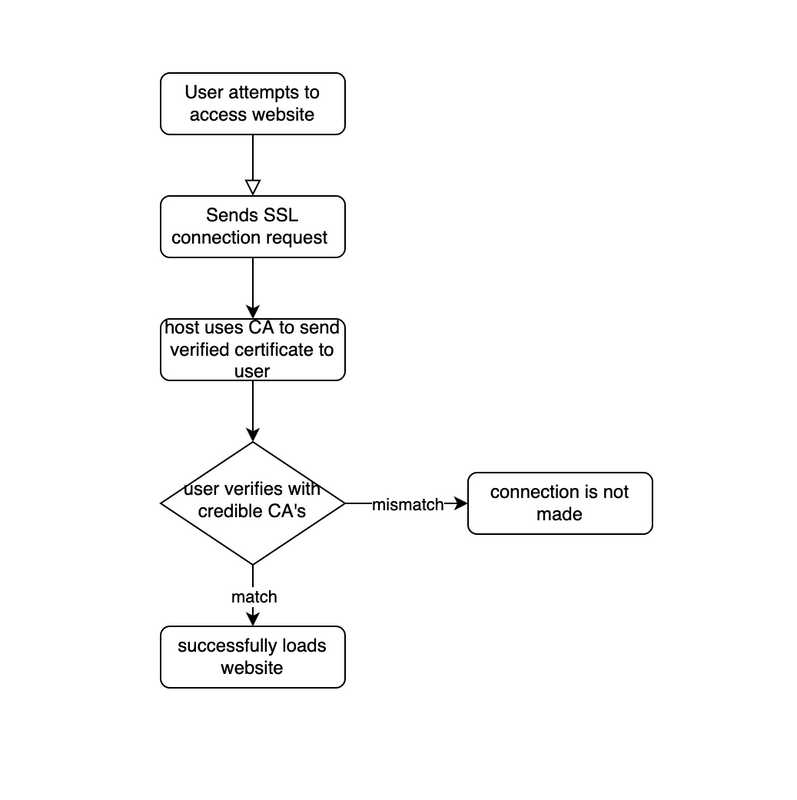 User attempts to
access website
Sends SSL
connection request
host uses CA to send
verified certificate to
user
user verifies with
credible CA's
mismatch
connection is not
made
match
successfully loads
website